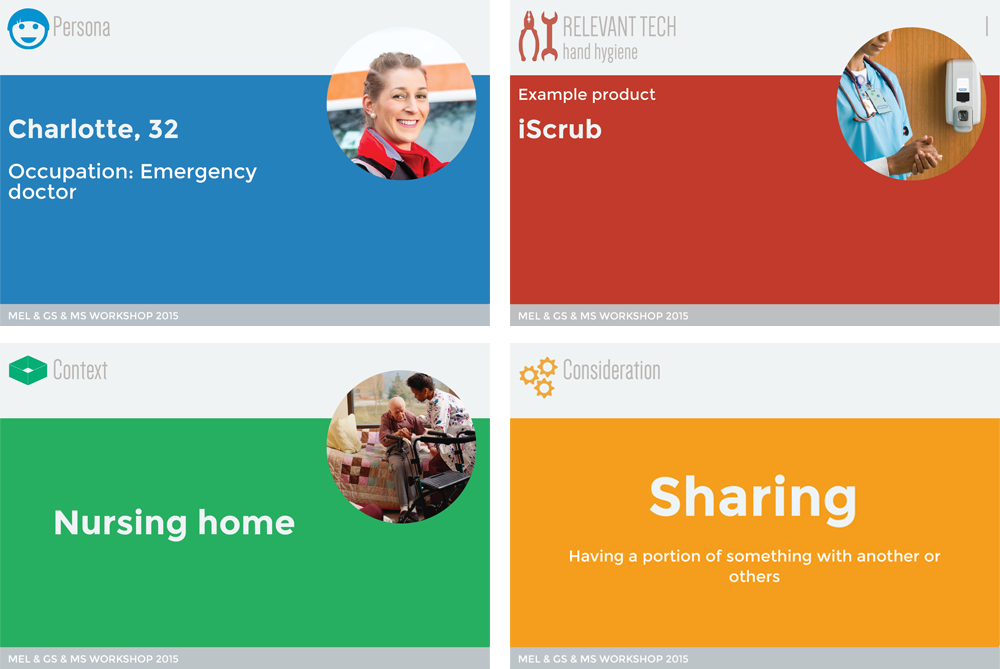 Persona
Charlotte, 32
Occupation: Emergency
doctor
MEL & GS & MS WORKSHOP 2015
RELEVANT TECH
hand hygiene
I
Example product
iScrub
MEL & GS & MS WORKSHOP 2015
Context
Nursing home
MEL & GS & MS WORKSHOP 2015
Consideration
Sharing
Having a portion of something with another or
others
MEL & GS & MS WORKSHOP 2015